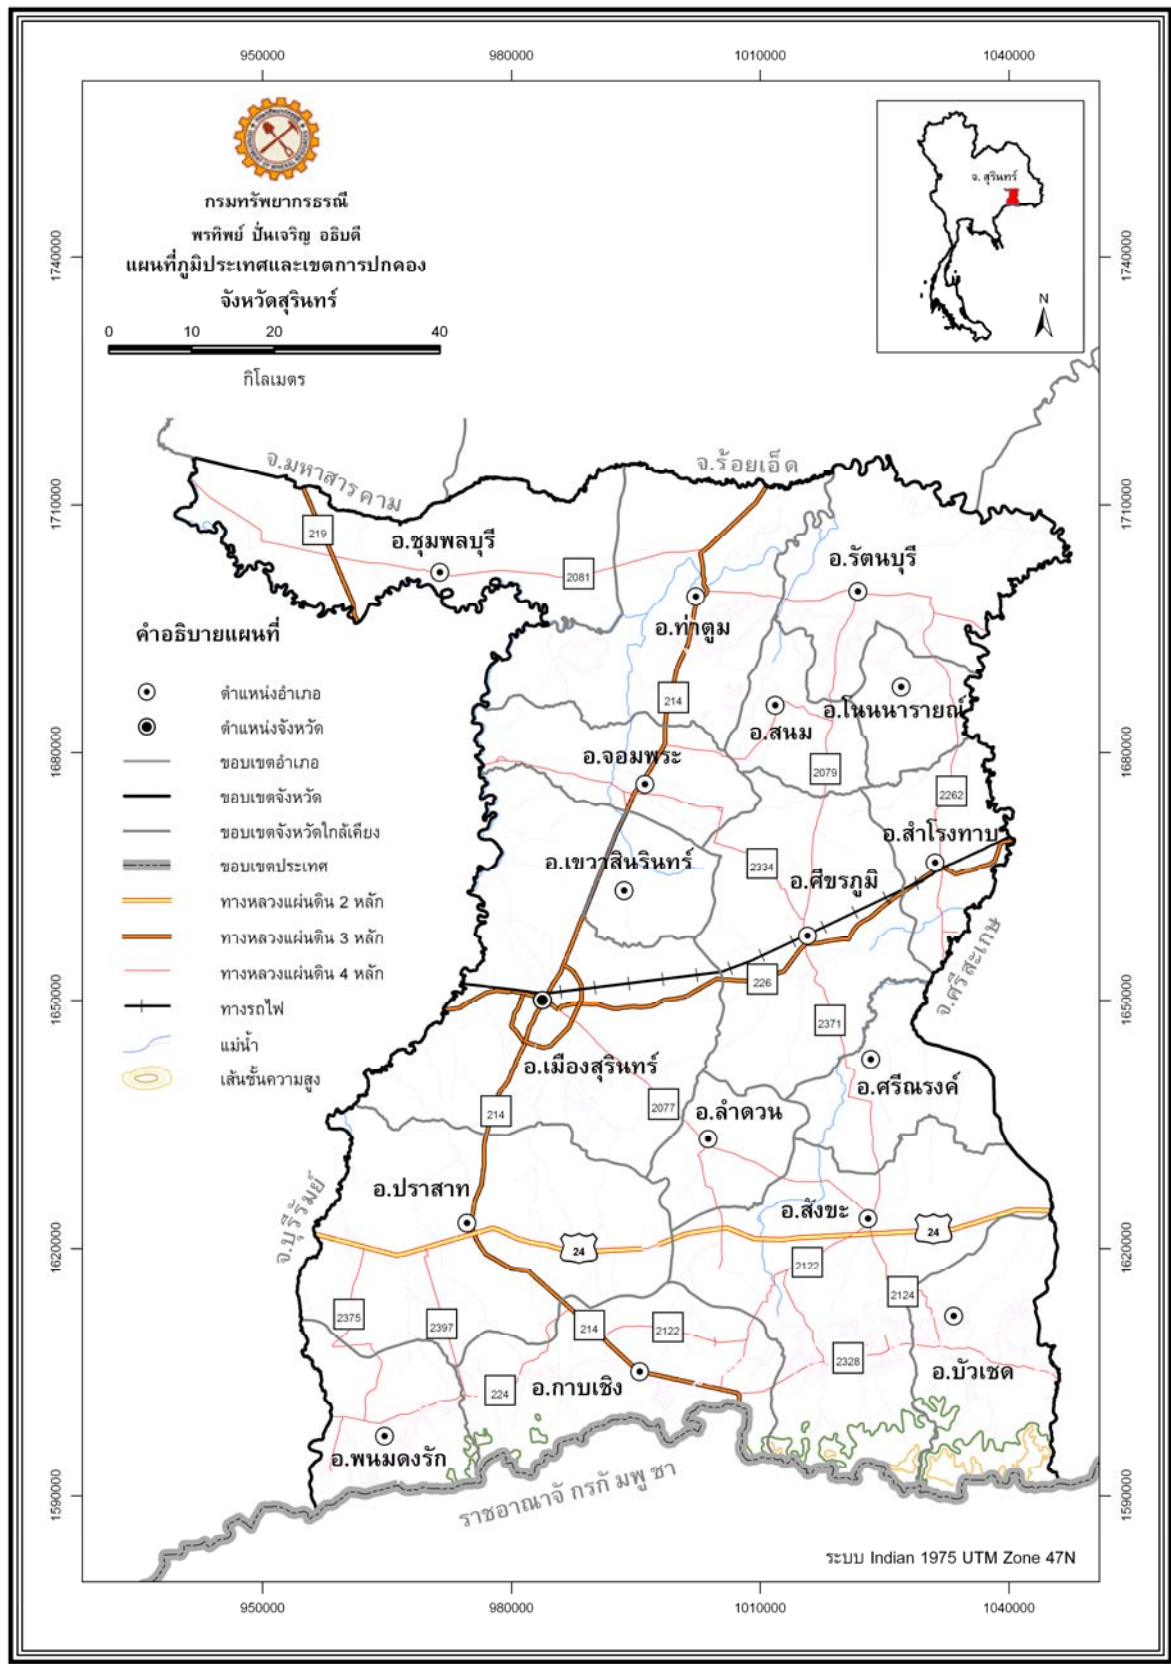 950000 980000 1010000 1040000
กรมทรัพยากรธรณี
พรทิพย์ ปั่นเจริญ อธิบดี
แผนที่ภูมิประเทศและเขตการปกคอง
จังหวัดสุรินทร์
0 10 20 40
กิโลเมตร
จ. สุรินทร์
N
1740000
1740000
จ.มหาสารคาม
จ.ร้อยเอ็ด
1710000
1710000
219
อ.ชุมพลบุรี
2081
อ.รัตนบุรี
อ.ท่าตูม
คำอธิบายแผนที่
ตำแหน่งอำเภอ
ตำแหน่งจังหวัด
ขอบเขตอำเภอ
ขอบเขตจังหวัด
ขอบเขตจังหวัดใกล้เคียง
ขอบเขตประเทศ
ทางหลวงแผ่นดิน 2 หลัก
ทางหลวงแผ่นดิน 3 หลัก
ทางหลวงแผ่นดิน 4 หลัก
ทางรถไฟ
แม่น้ำ
เส้นชั้นความสูง
214
อ.สนม
อ.โนนนารายณ์
1680000
1680000
อ.จอมพระ
2079
2262
อ.สำโรงทาบ
อ.เขวาสินรินทร์
2334
อ.ศีขรภูมิ
จ.ศรีสะเกษ
226
1650000
1650000
2371
อ.เมืองสุรินทร์
อ.ศรีณรงค์
214
2077
อ.ลำดวน
จ.บุรีรัมย์
อ.ปราสาท
อ.สังขะ
24
24
1620000
1620000
2122
2124
2375
2397
214
2122
2328
อ.บัวเชด
224
อ.กาบเชิง
อ.พนมดงรัก
ราชอาณาจักรกัมพูชา
1590000
1590000
ระบบ Indian 1975 UTM Zone 47N
950000 980000 1010000 1040000